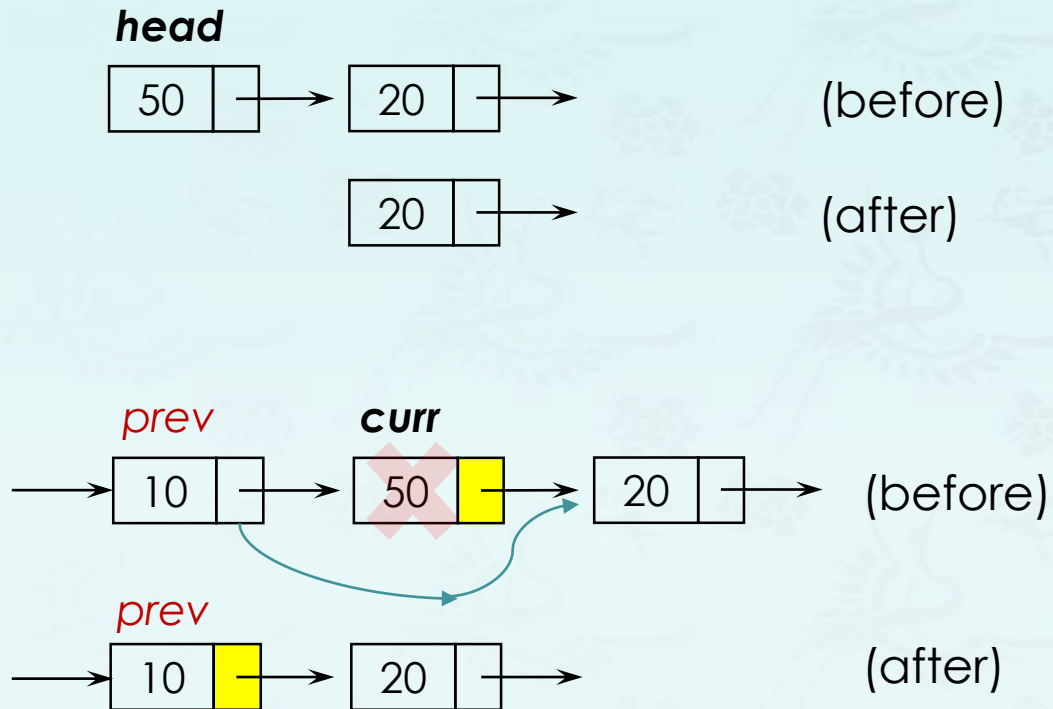 head
50 20 (before)
20 (after)
prev curr
10 50 20 (before)
prev
10 20 (after)